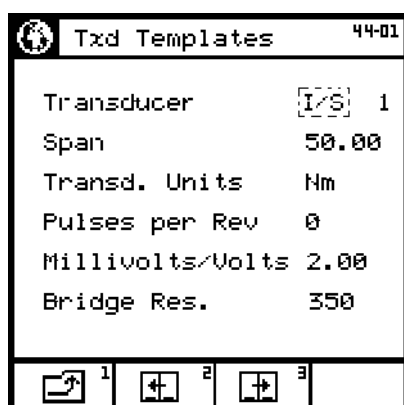 Txd Templates 44-01
Transducer I/S 1
Span 50.00
Transd. Units Nm
Pulses per Rev 0
Millivolts/Volts 2.00
Bridge Res. 350
1 2 3